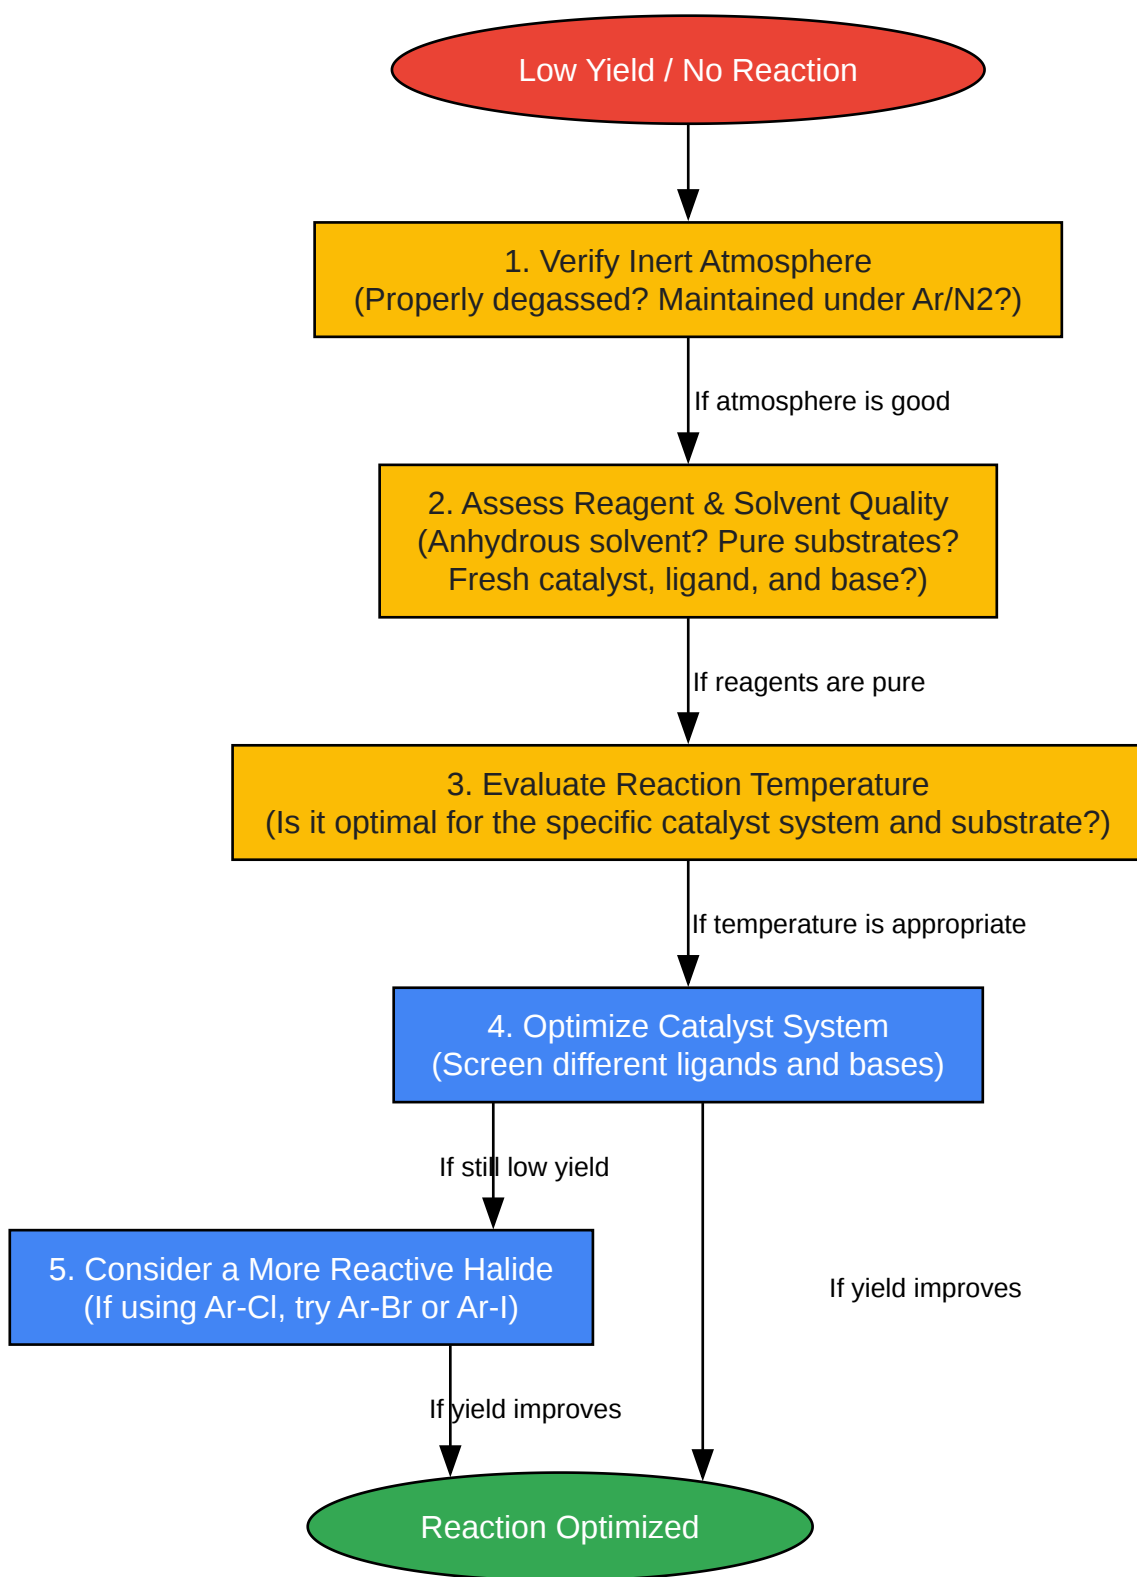 Low Yield / No Reaction
1. Verify Inert Atmosphere
(Properly degassed? Maintained under Ar/N2?)
If atmosphere is good
2. Assess Reagent & Solvent Quality
(Anhydrous solvent? Pure substrates?
Fresh catalyst, ligand, and base?)
If reagents are pure
3. Evaluate Reaction Temperature
(Is it optimal for the specific catalyst system and substrate?)
If temperature is appropriate
4. Optimize Catalyst System
(Screen different ligands and bases)
If still low yield
5. Consider a More Reactive Halide
(If using Ar-Cl, try Ar-Br or Ar-I)
If yield improves
If yield improves
Reaction Optimized